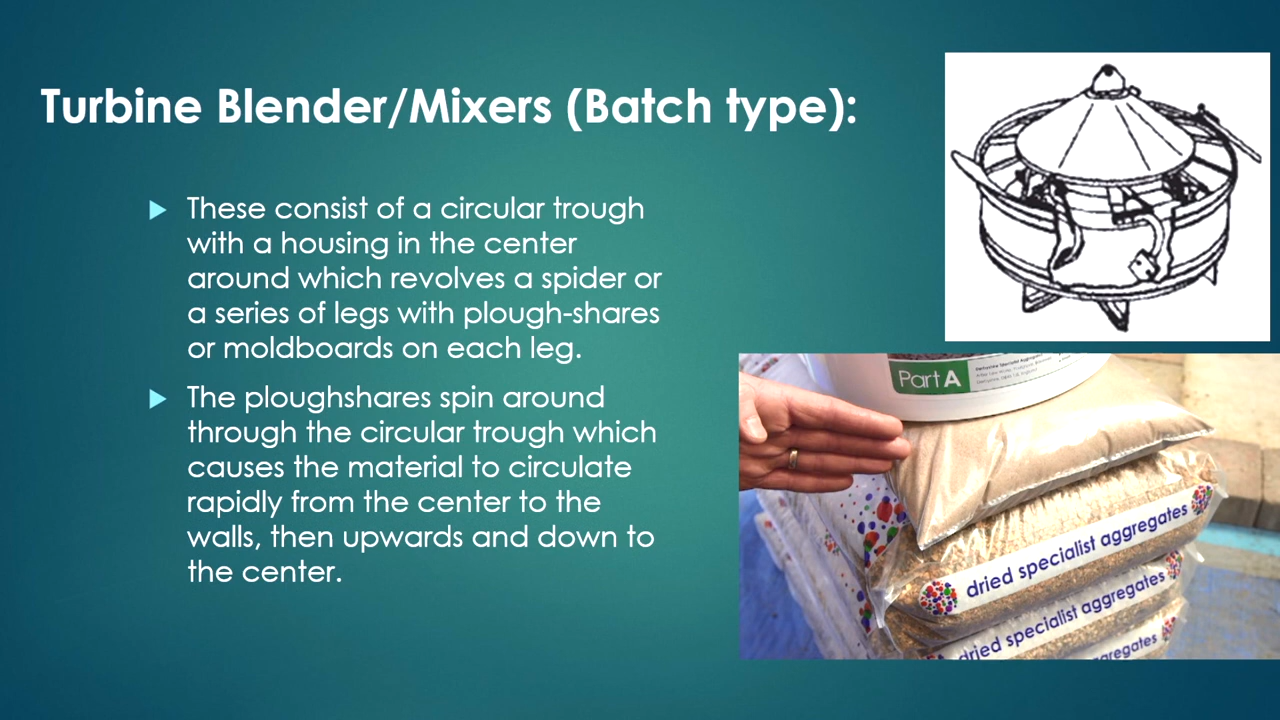 Turbine Blender/Mixers (Batch type):
These consist of a circular trough
with a housing in the center
around which revolves a spider or
a series of legs with plough-shares
or moldboards on each leg.
The ploughshares spin around
through the circular trough which
causes the material to circulate
rapidly from the center to the
walls, then upwards and down to
the center.
Part A
dried specialist aggregates
dried specialist aggregates
aggregates